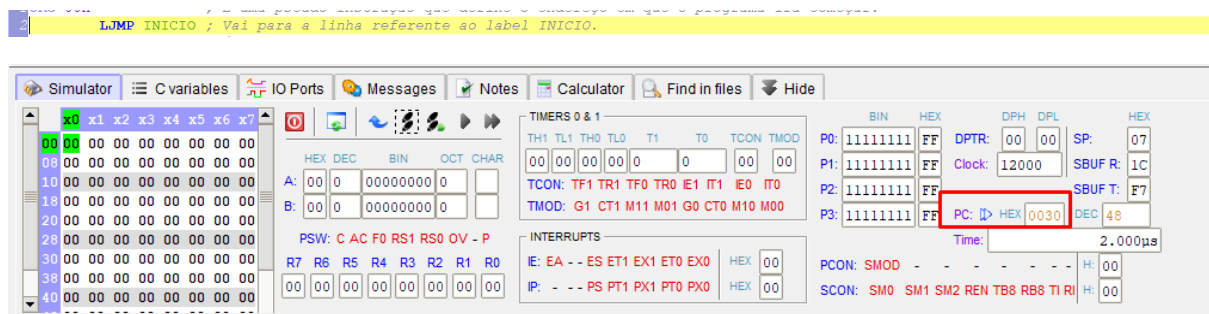 2 LJMP INICIO ; Vai para a linha referente ao label INICIO.
Simulator C variables IO Ports Messages Notes Calculator Find in files Hide
x0 x1 x2 x3 x4 x5 x6 x7
00 00 00 00 00 00 00 00 00
08 00 00 00 00 00 00 00 00
10 00 00 00 00 00 00 00 00
18 00 00 00 00 00 00 00 00
20 00 00 00 00 00 00 00 00
28 00 00 00 00 00 00 00 00
30 00 00 00 00 00 00 00 00
38 00 00 00 00 00 00 00 00
40 00 00 00 00 00 00 00 00
HEX DEC BIN OCT CHAR
A: 00 0 00000000 0
B: 00 0 00000000 0
PSW: C AC F0 RS1 RS0 OV - P
R7 R6 R5 R4 R3 R2 R1 R0
00 00 00 00 00 00 00 00
TIMERS 0 & 1
TH1 TL1 TH0 TL0 T1 T0 TCON TMOD
00 00 00 00 0 0 00 00
TCON: TF1 TR1 TF0 TR0 IE1 IT1 IE0 IT0
TMOD: G1 CT1 M11 M01 G0 CT0 M10 M00
INTERRUPTS
IE: EA - - ES ET1 EX1 ET0 EX0 HEX 00
IP: - - - PS PT1 PX1 PT0 PX0 HEX 00
BIN HEX DPH DPL HEX
P0: 11111111 FF DPTR: 00 00 SP: 07
P1: 11111111 FF Clock: 12000 SBUF R: 1C
P2: 11111111 FF SBUF T: F7
P3: 11111111 FF PC: HEX 0030 DEC 48
Time: 2.000µs
PCON: SMOD - - - - - - - H: 00
SCON: SM0 SM1 SM2 REN TB8 RB8 TI RI H: 00